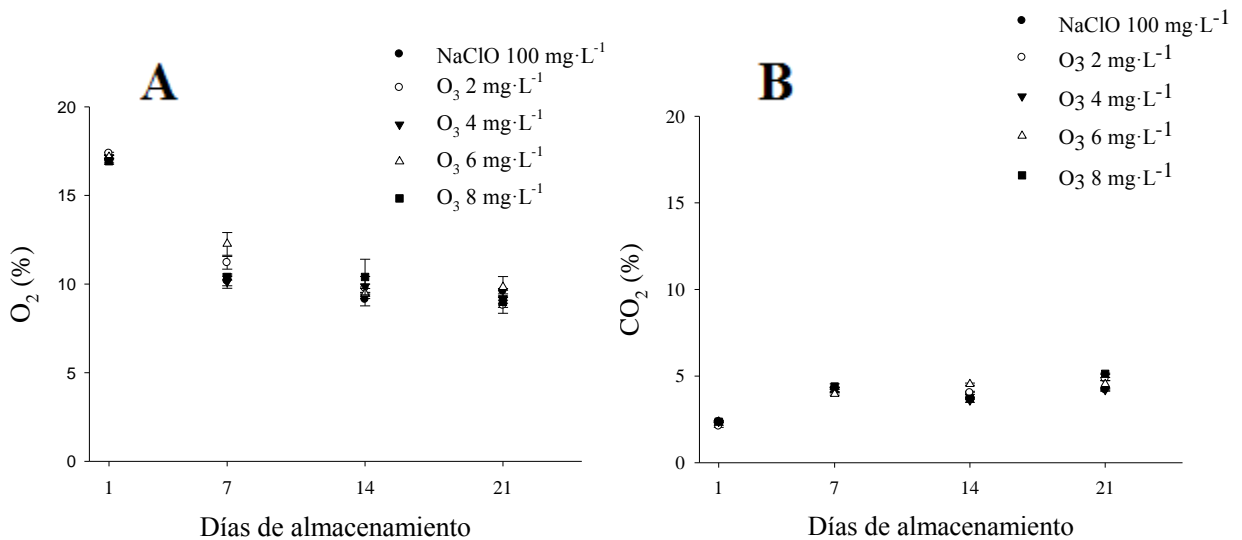 A
NaClO 100 mg·L⁻¹
O₃ 2 mg·L⁻¹
O₃ 4 mg·L⁻¹
O₃ 6 mg·L⁻¹
O₃ 8 mg·L⁻¹
20
15
10
5
0
O₂ (%)
1 7 14 21
Días de almacenamiento
B
NaClO 100 mg·L⁻¹
O3 2 mg·L⁻¹
O3 4 mg·L⁻¹
O3 6 mg·L⁻¹
O3 8 mg·L⁻¹
20
15
10
5
0
CO₂ (%)
1 7 14 21
Días de almacenamiento